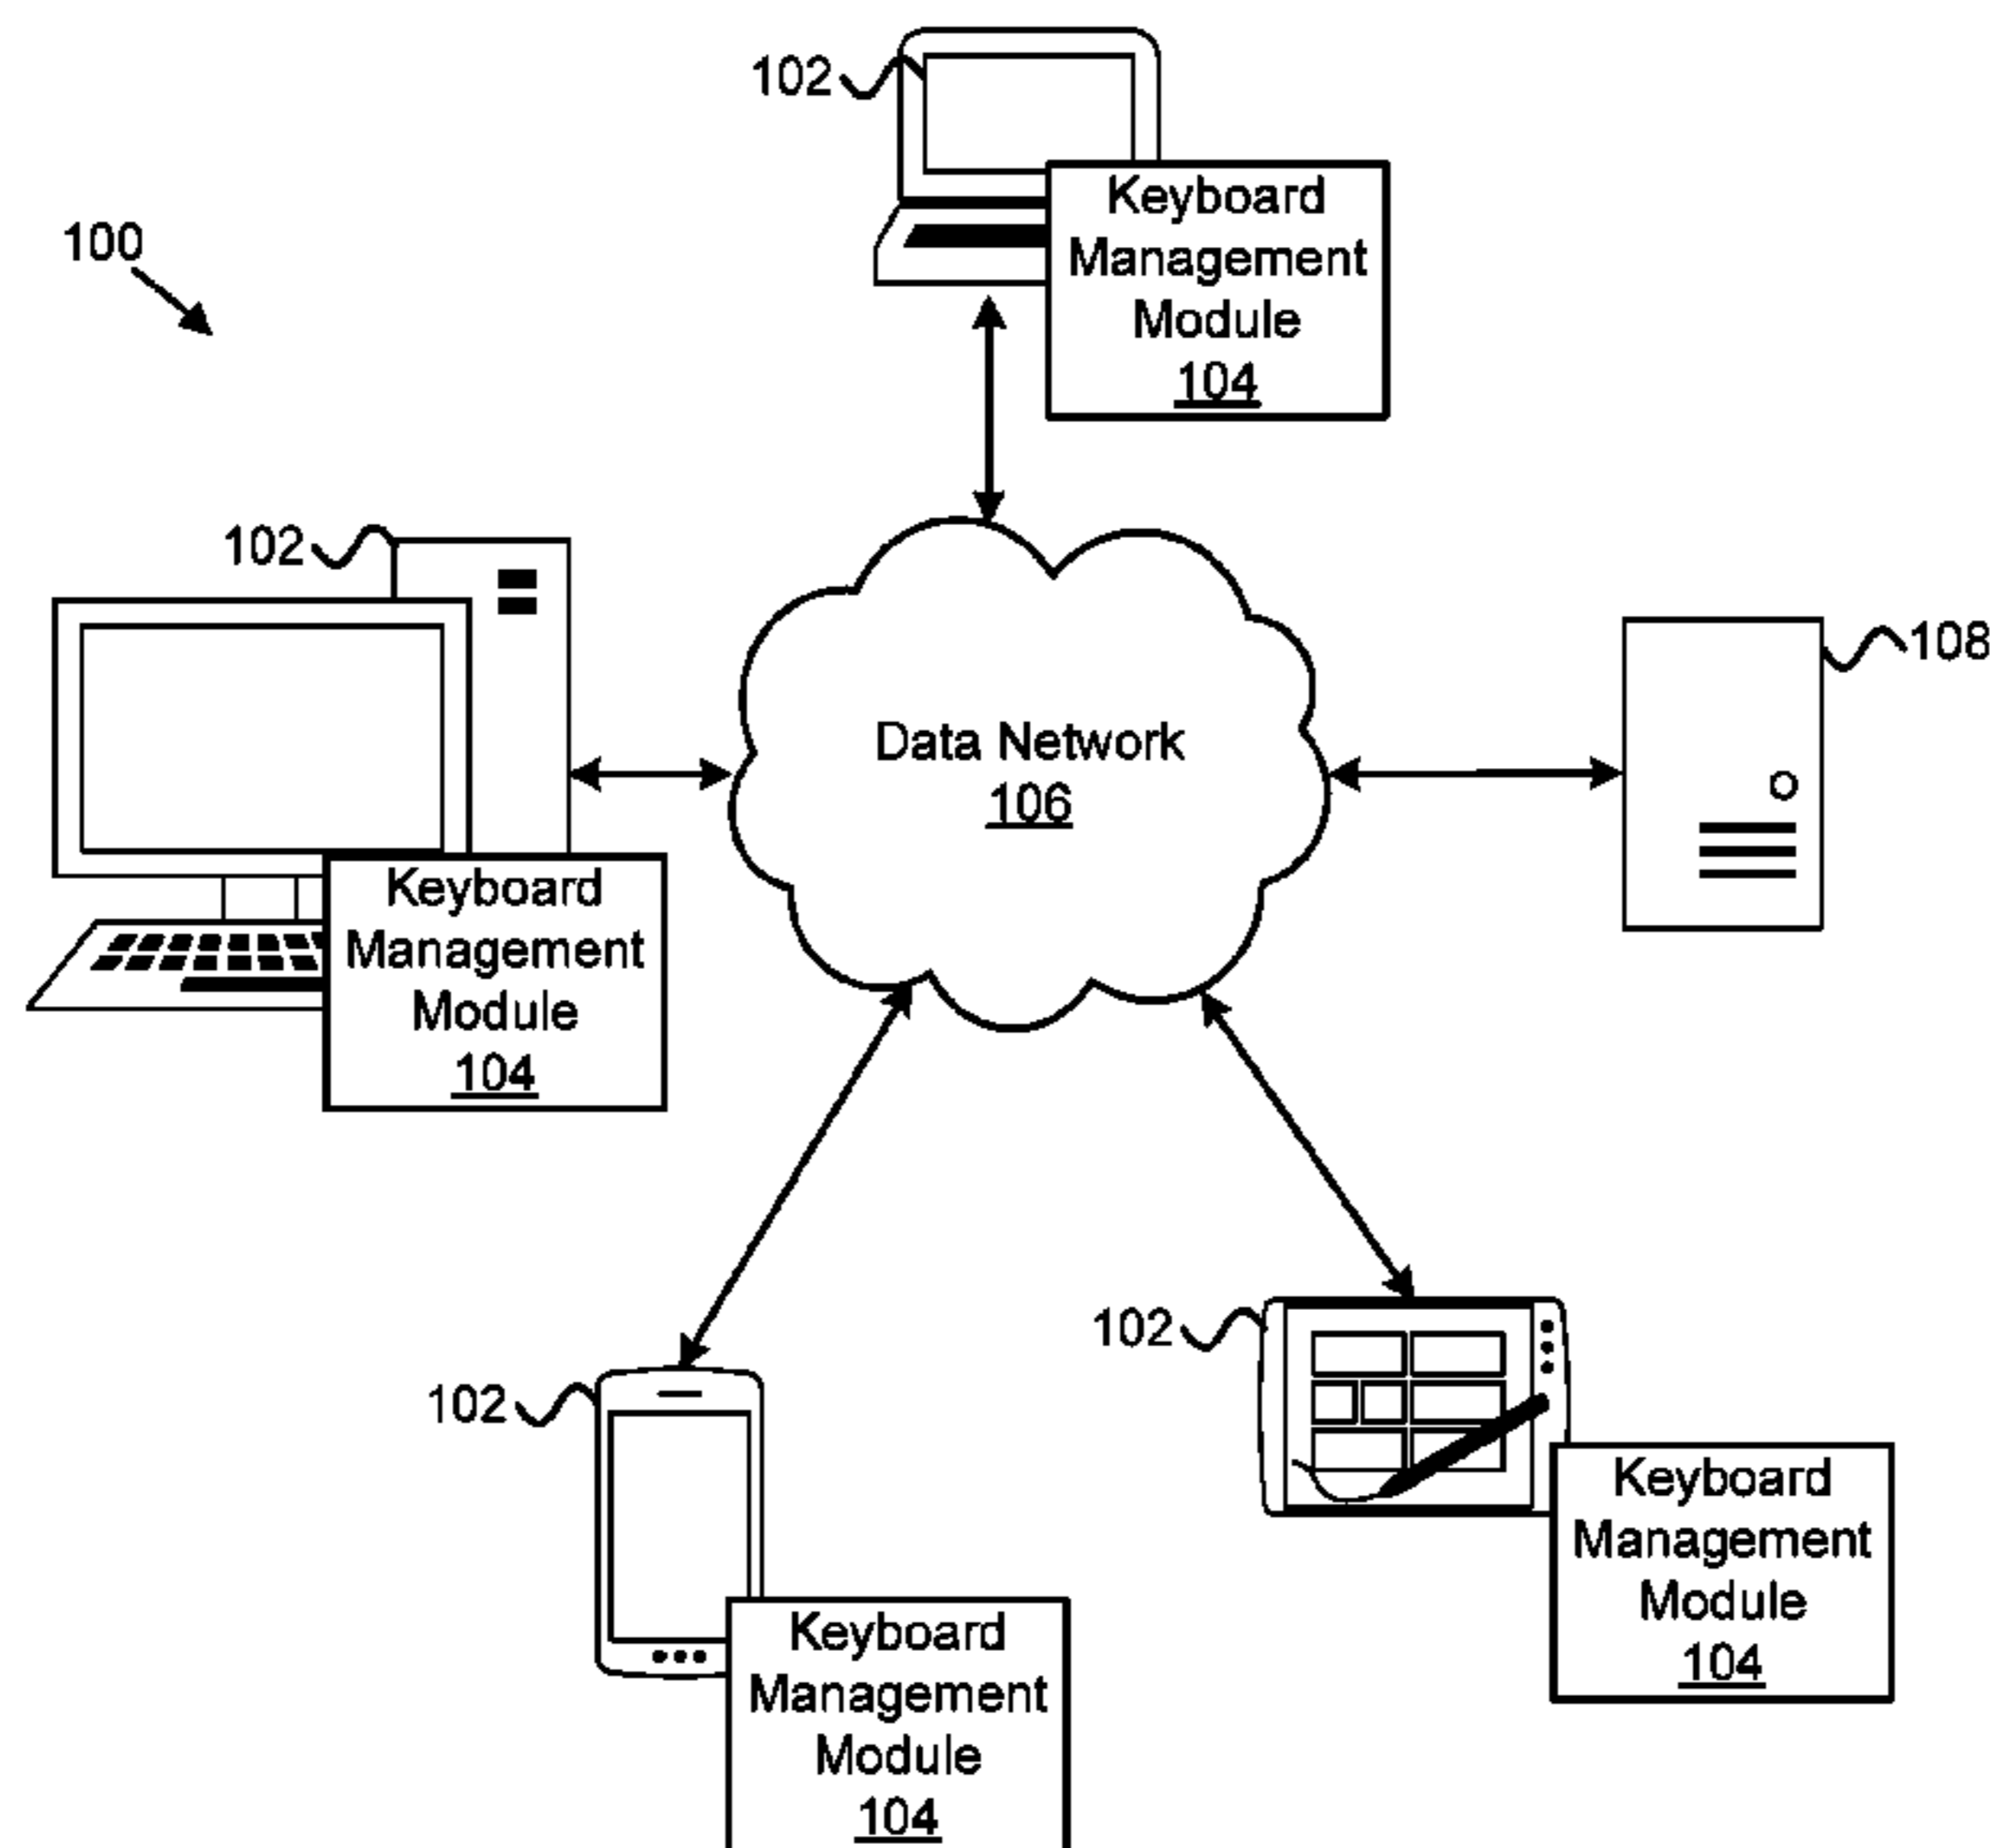 102
Keyboard
Management
Module
104
100
102
Data Network
106
108
Keyboard
Management
Module
104
102
Keyboard
Management
Module
104
102
Keyboard
Management
Module
104